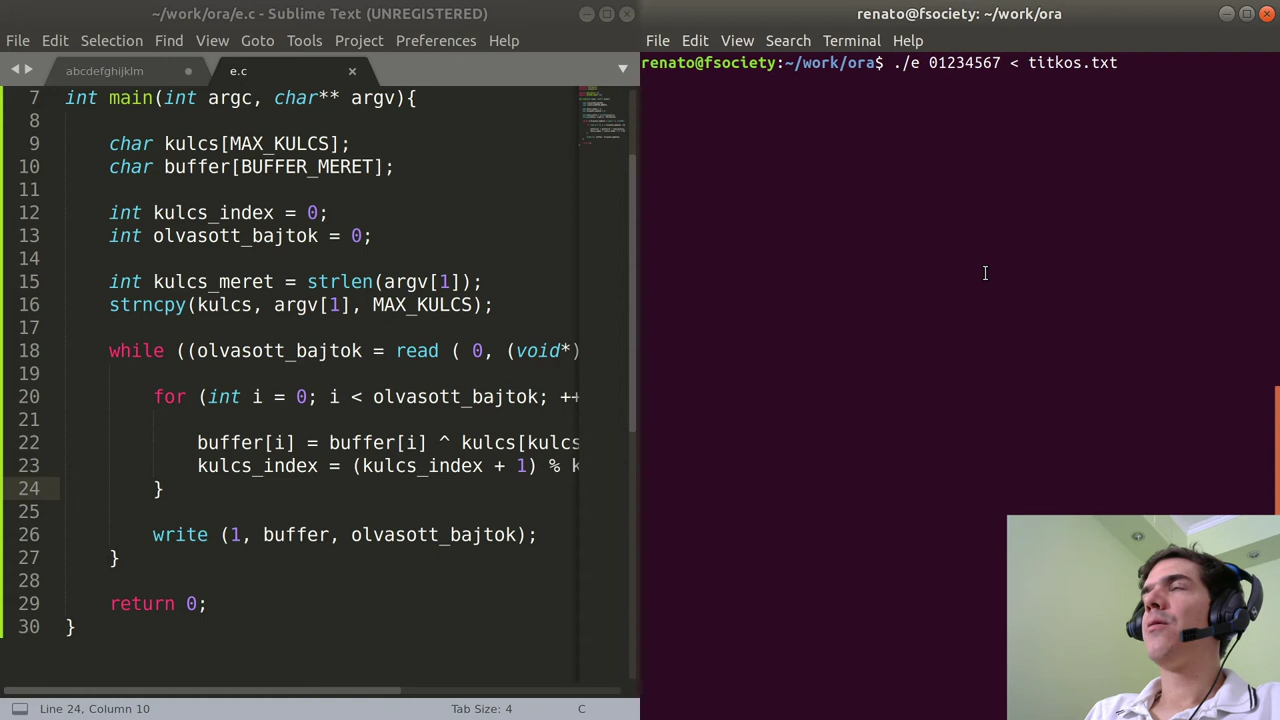 ~/work/ora/e.c - Sublime Text (UNREGISTERED)
File Edit Selection Find View Goto Tools Project Preferences Help
abcdefghijklm
e.c
7 int main(int argc, char** argv){
8
9 char kulcs[MAX_KULCS];
10 char buffer[BUFFER_MERET];
11
12 int kulcs_index = 0;
13 int olvasott_bajtok = 0;
14
15 int kulcs_meret = strlen(argv[1]);
16 strncpy(kulcs, argv[1], MAX_KULCS);
17
18 while ((olvasott_bajtok = read ( 0, (void*)
19
20 for (int i = 0; i < olvasott_bajtok; ++
21
22 buffer[i] = buffer[i] ^ kulcs[kulcs
23 kulcs_index = (kulcs_index + 1) % k
24 }
25
26 write (1, buffer, olvasott_bajtok);
27 }
28
29 return 0;
30 }
Line 24, Column 10
Tab Size: 4
C
renato@fsociety: ~/work/ora
File Edit View Search Terminal Help
renato@fsociety:~/work/ora$ ./e 01234567 < titkos.txt